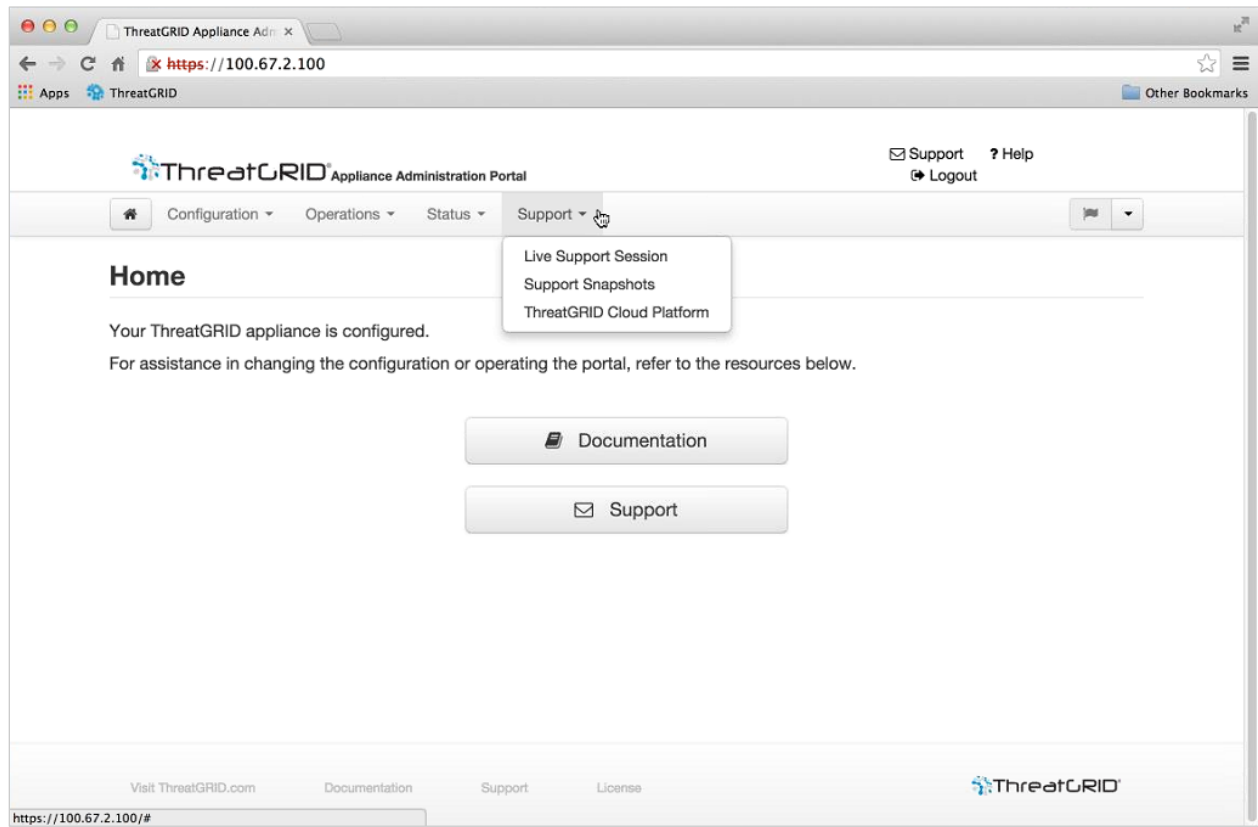 ThreatGRID Appliance Adm
https://100.67.2.100
Apps ThreatGRID Other Bookmarks
ThreatGRID® Appliance Administration Portal
Support ? Help
Logout
Configuration Operations Status Support
Live Support Session
Support Snapshots
ThreatGRID Cloud Platform
Home
Your ThreatGRID appliance is configured.
For assistance in changing the configuration or operating the portal, refer to the resources below.
Documentation
Support
Visit ThreatGRID.com Documentation Support License ThreatGRID®
https://100.67.2.100/#